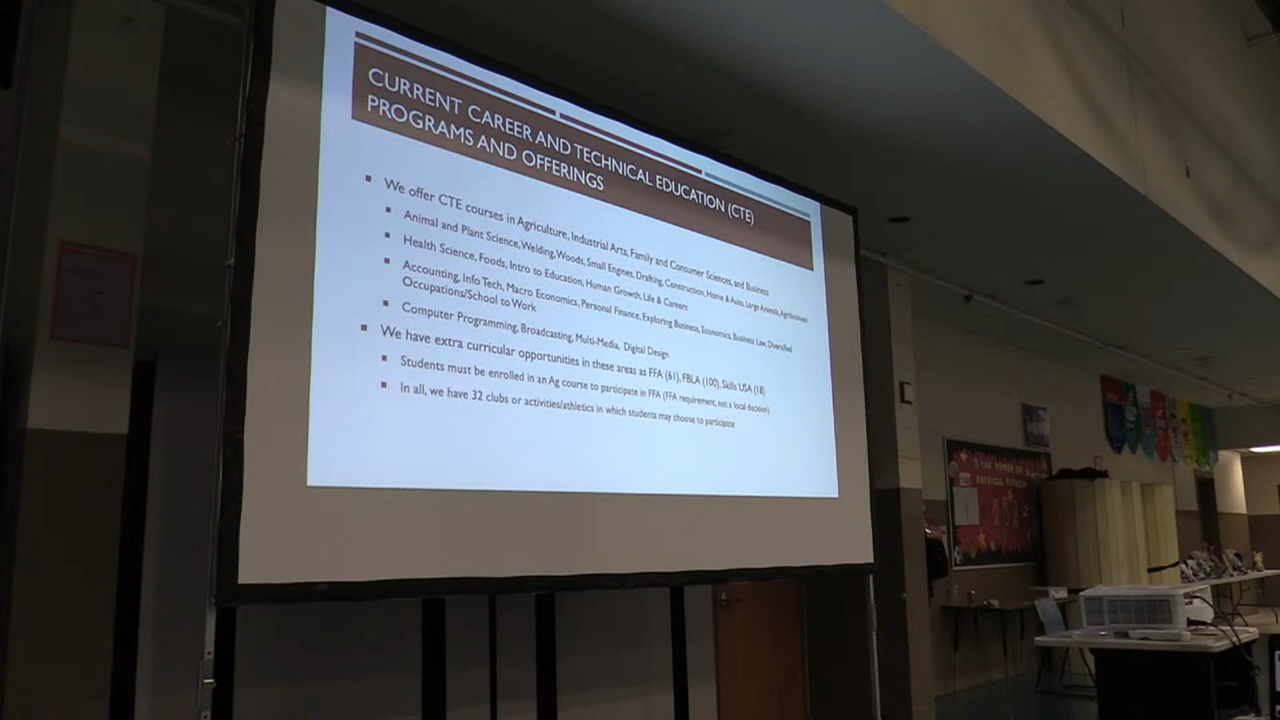 CURRENT CAREER AND TECHNICAL EDUCATION (CTE)
PROGRAMS AND OFFERINGS
We offer CTE courses in Agriculture, Industrial Arts, Family and Consumer Sciences, and Business
Animal and Plant Science, Welding, Woods, Small Engines, Drafting, Construction, Home & Auto, Large Animals, Agribusiness
Health Science, Foods, Intro to Education, Human Growth, Life & Careers
Accounting, Info Tech, Macro Economics, Personal Finance, Exploring Business, Economics, Business Law, Diversified
Occupations/School to Work
Computer Programming, Broadcasting, Multi-Media, Digital Design
We have extra curricular opportunities in these areas as FFA (61), FBLA (100), Skills USA (18)
Students must be enrolled in an Ag course to participate in FFA (FFA requirement, not a local decision)
In all, we have 32 clubs or activities/athletics in which students may choose to participate
THE POWER OF
PHYSICAL FITNESS